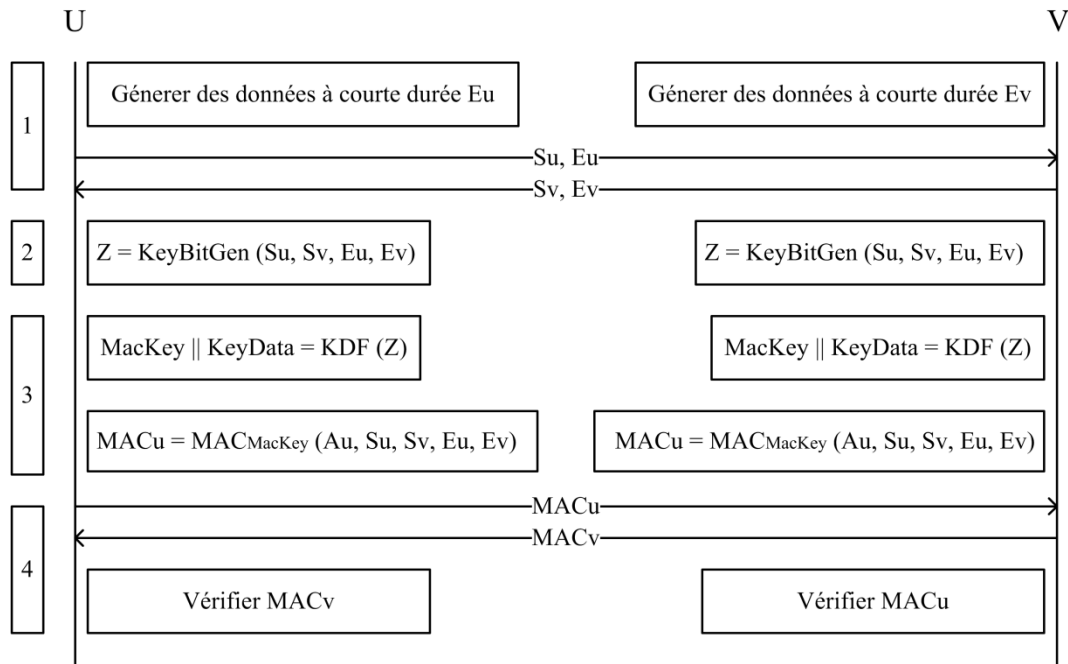 U
V
1
Génerer des données à courte durée Eu
Génerer des données à courte durée Ev
Su, Eu
Sv, Ev
2
Z = KeyBitGen (Su, Sv, Eu, Ev)
Z = KeyBitGen (Su, Sv, Eu, Ev)
3
MacKey || KeyData = KDF (Z)
MacKey || KeyData = KDF (Z)
MACu = MACMacKey (Au, Su, Sv, Eu, Ev)
MACu = MACMacKey (Au, Su, Sv, Eu, Ev)
4
MACu
MACv
Vérifier MACv
Vérifier MACu